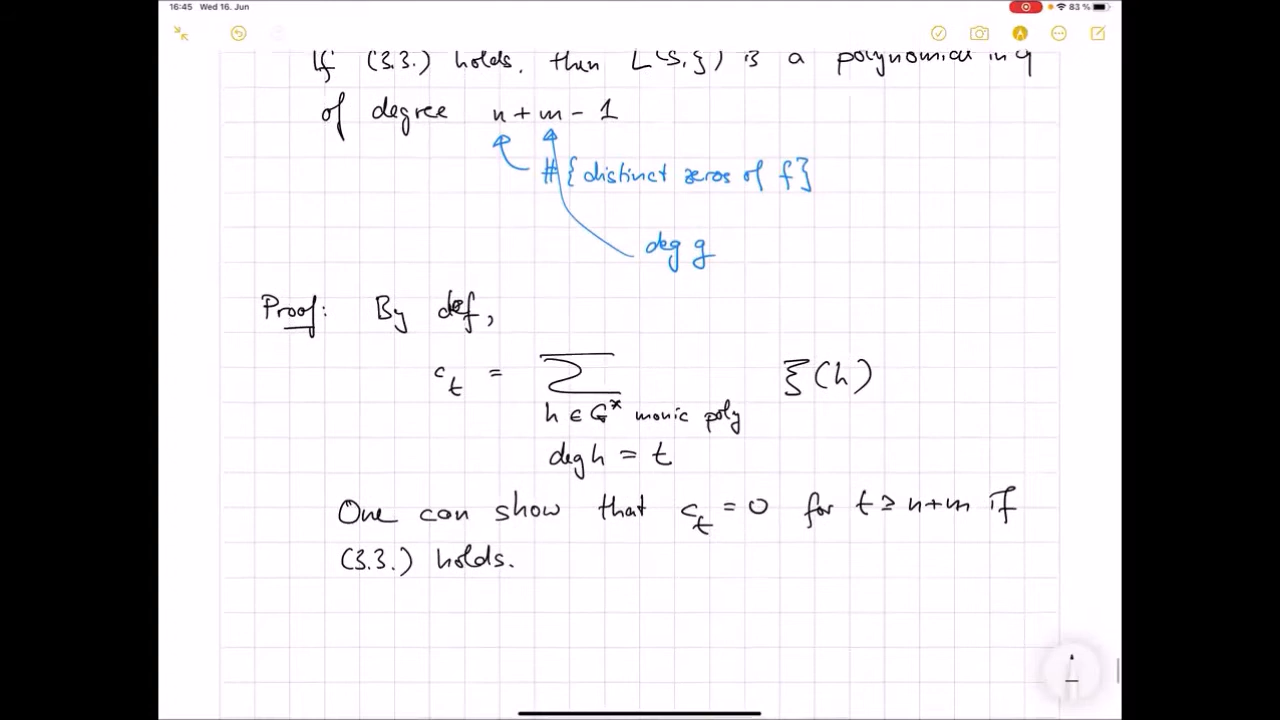 16:45 Wed 16. Jun 83 %
If (3.3.) holds, then L(s, ξ) is a polynomial in q
of degree n + m - 1
#{distinct zeros of f}
deg g
Proof: By def,
c_t = ∑ ξ(h)
h ∈ G^* monic poly
deg h = t
One can show that c_t = 0 for t ≥ n+m if
(3.3.) holds.